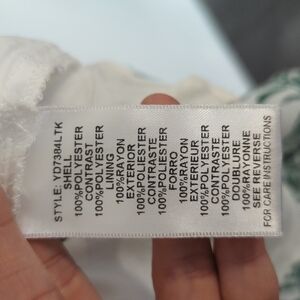 STYLE: YD7384LTK
SHELL
100%POLYESTER
CONTRAST
100%POLYESTER
LINING
100%RAYON
EXTERIOR
100%POLIESTER
CONTRASTE
100%POLIESTER
FORRO
100%RAYON
EXTERIEUR
100%POLYESTER
CONTRASTE
100%POLYESTER
DOUBLURE
100%RAYONNE
SEE REVERSE
FOR CARE INSTRUCTIONS